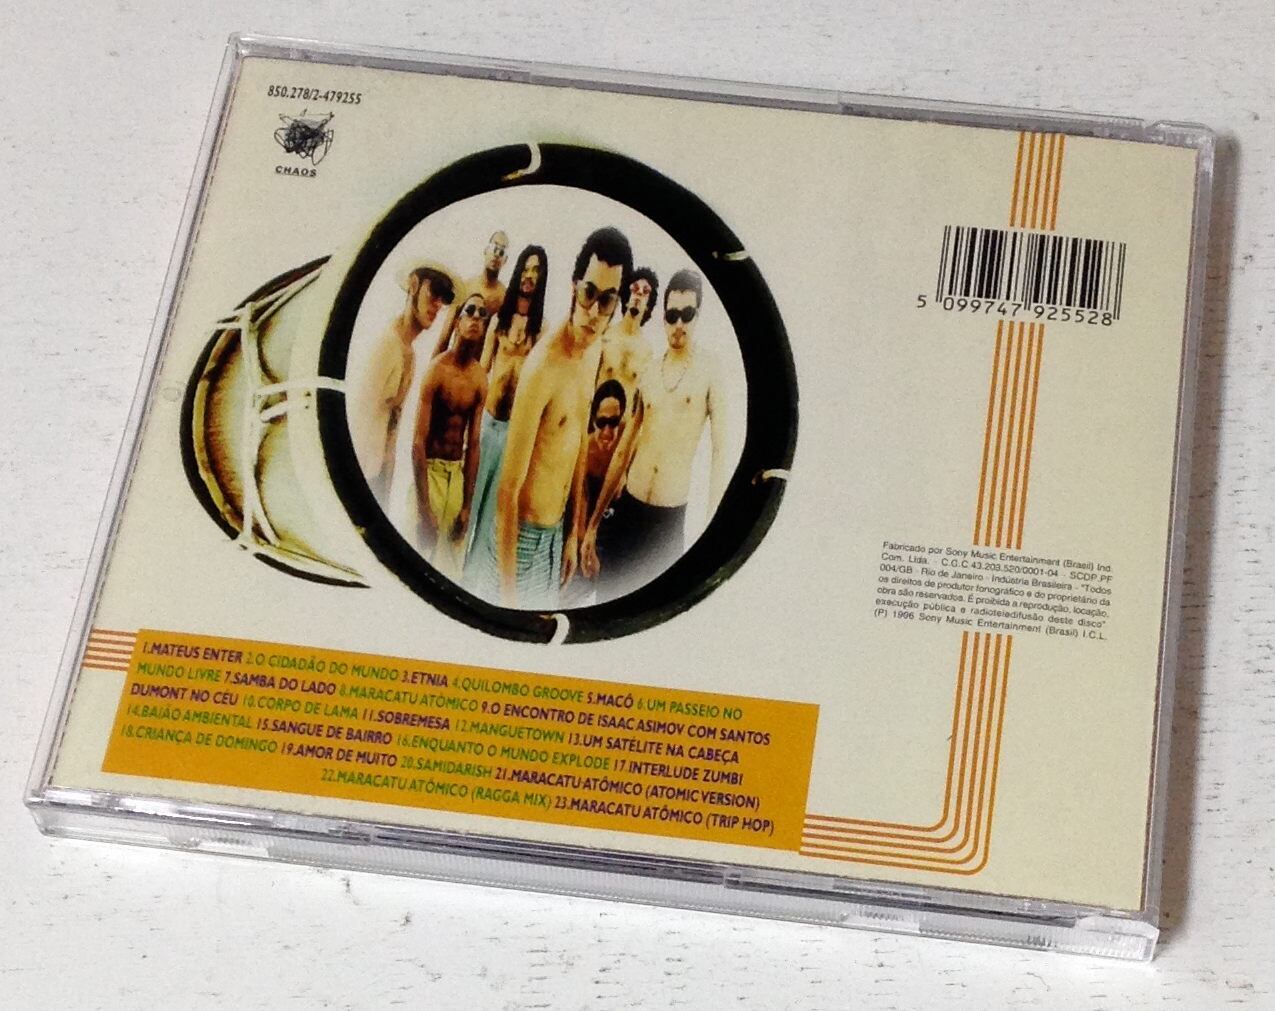 850.278/2-479255
CHAOS
5 099747 925528
Fabricado por Sony Music Entertainment (Brasil) Ind.
Com. Ltda. - C.G.C.43.203.520/0001-04 - SCDP.PF
004/GB - Rio de Janeiro - Indústria Brasileira - "Todos
os direitos de produtor fonográfico e do proprietário da
obra são reservados. É proibida a reprodução, locação,
execução pública e radioteledifusão deste disco"
(P) 1996 Sony Music Entertainment (Brasil) I.C.L.
1.MATEUS ENTER 2.O CIDADÃO DO MUNDO 3.ETNIA 4.QUILOMBO GROOVE 5.MACÔ 6.UM PASSEIO NO
MUNDO LIVRE 7.SAMBA DO LADO 8.MARACATU ATÔMICO 9.O ENCONTRO DE ISAAC ASIMOV COM SANTOS
DUMONT NO CÉU 10.CORPO DE LAMA 11.SOBREMESA 12.MANGUETOWN 13.UM SATÉLITE NA CABEÇA
14.BAIÃO AMBIENTAL 15.SANGUE DE BAIRRO 16.ENQUANTO O MUNDO EXPLODE 17.INTERLUDE ZUMBI
18.CRIANÇA DE DOMINGO 19.AMOR DE MUITO 20.SAMIDARISH 21.MARACATU ATÔMICO (ATOMIC VERSION)
22.MARACATU ATÔMICO (RAGGA MIX) 23.MARACATU ATÔMICO (TRIP HOP)